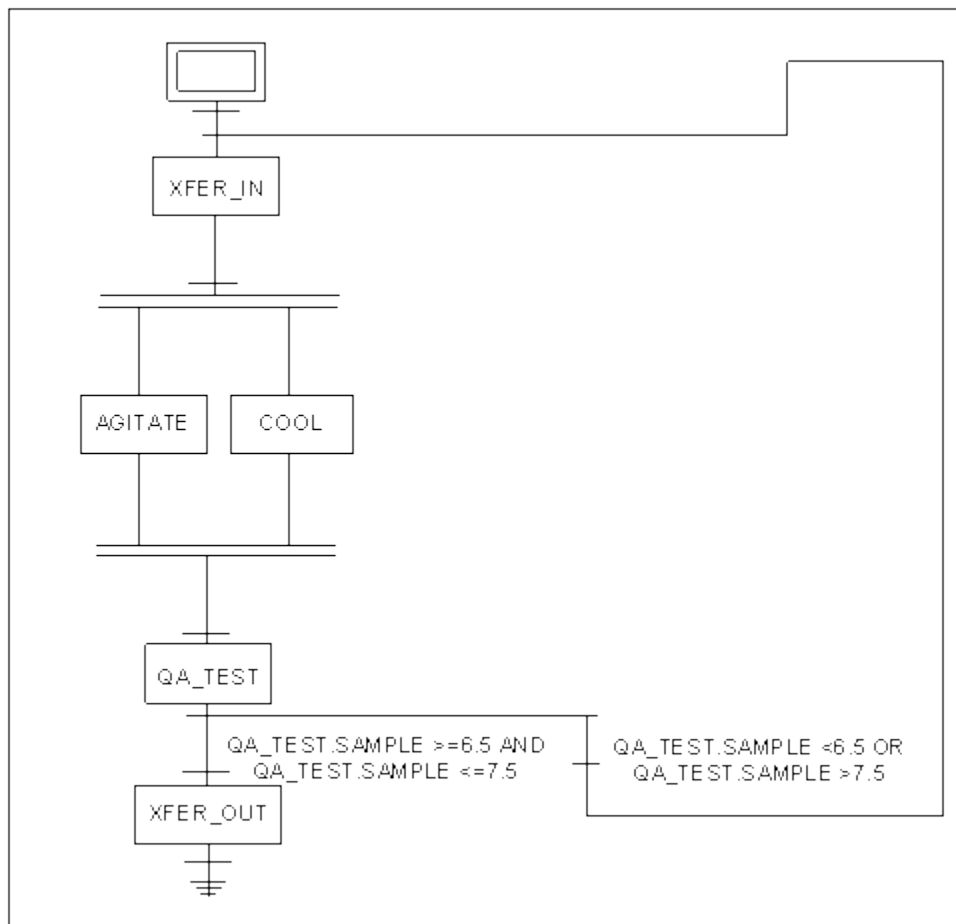 XFER_IN
AGITATE
COOL
QA_TEST
QA_TEST.SAMPLE >=6.5 AND
QA_TEST.SAMPLE <=7.5
QA_TEST.SAMPLE <6.5 OR
QA_TEST.SAMPLE >7.5
XFER_OUT